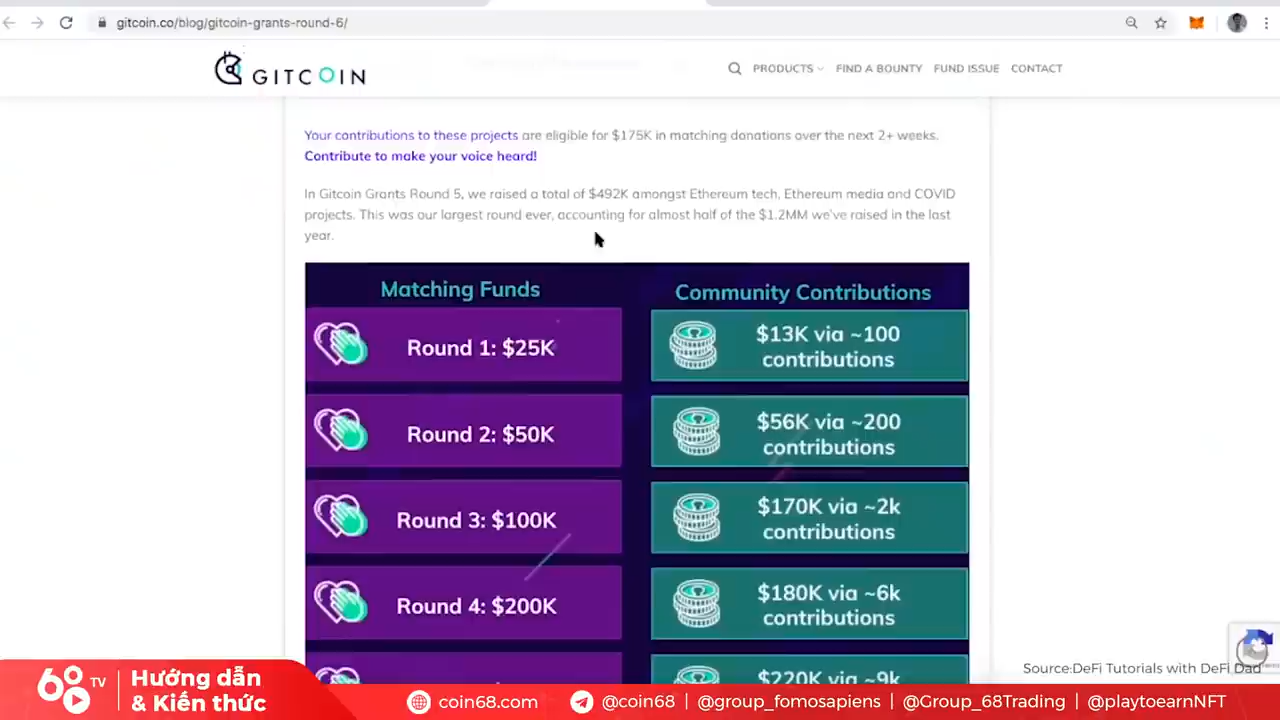 gitcoin.co/blog/gitcoin-grants-round-6/
GITCOIN
PRODUCTS FIND A BOUNTY FUND ISSUE CONTACT
Your contributions to these projects are eligible for $175K in matching donations over the next 2+ weeks.
Contribute to make your voice heard!
In Gitcoin Grants Round 5, we raised a total of $492K amongst Ethereum tech, Ethereum media and COVID
projects. This was our largest round ever, accounting for almost half of the $1.2MM we've raised in the last
year.
Matching Funds
Community Contributions
Round 1: $25K
$13K via ~100
contributions
Round 2: $50K
$56K via ~200
contributions
Round 3: $100K
$170K via ~2k
contributions
Round 4: $200K
$180K via ~6k
contributions
$220K via ~9k
Source:DeFi Tutorials with DeFi Dad
68 TV
Hướng dẫn
& Kiến thức
coin68.com
@coin68 | @group_fomosapiens | @Group_68Trading | @playtoearnNFT